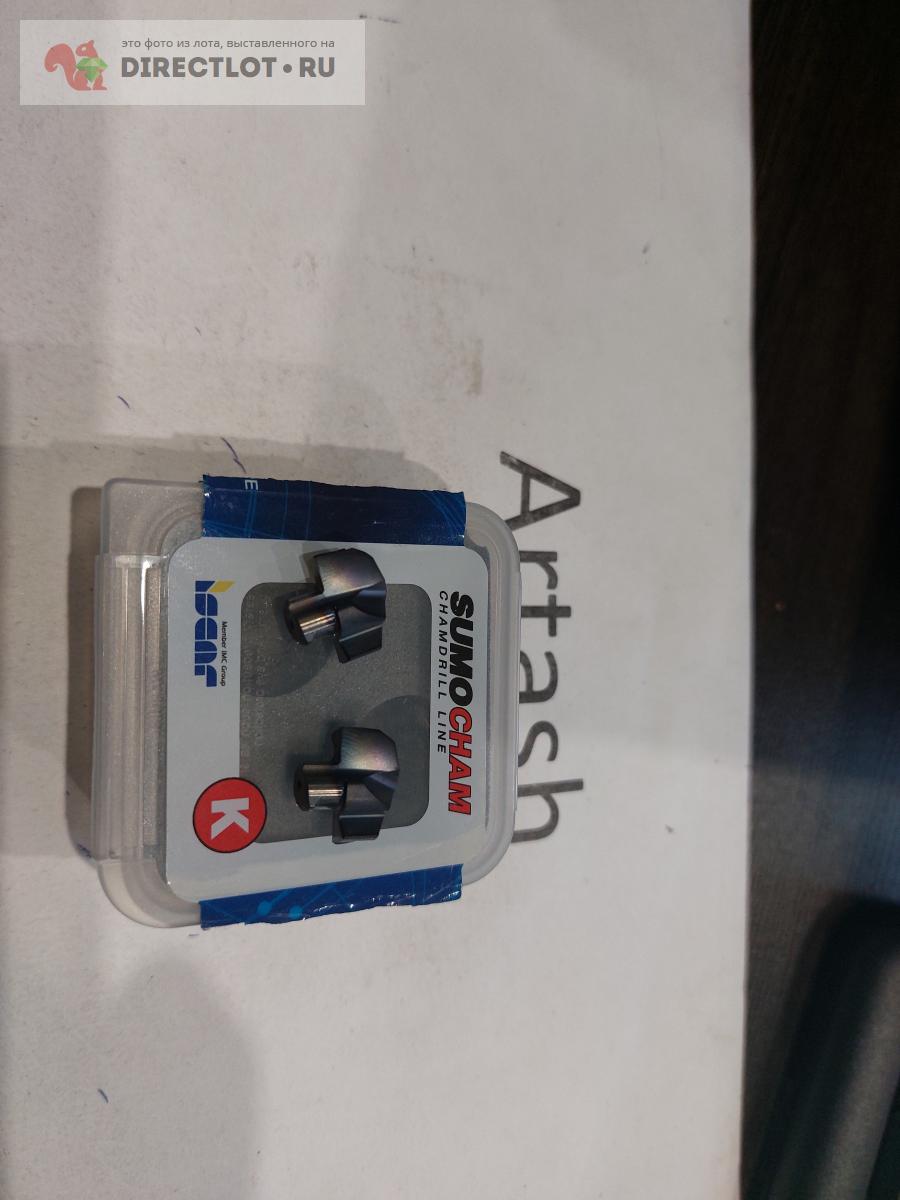 это фото из лота, выставленного на
DIRECTLOT•RU
Artash
SUMOCHAM
CHAMDRILL LINE
Member IMC Group
iscar
K
E